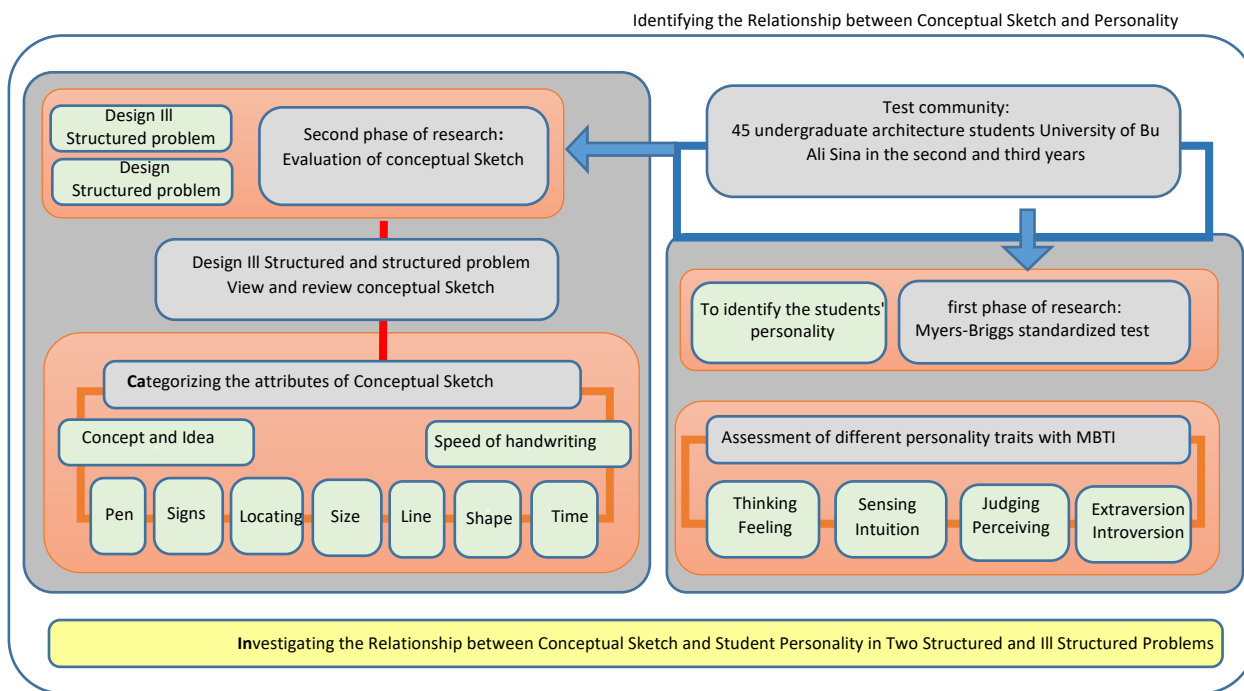 Identifying the Relationship between Conceptual Sketch and Personality
Design Ill
Structured problem
Design
Structured problem
Second phase of research:
Evaluation of conceptual Sketch
Test community:
45 undergraduate architecture students University of Bu
Ali Sina in the second and third years
Design Ill Structured and structured problem
View and review conceptual Sketch
To identify the students'
personality
first phase of research:
Myers-Briggs standardized test
Categorizing the attributes of Conceptual Sketch
Concept and Idea
Speed of handwriting
Pen
Signs
Locating
Size
Line
Shape
Time
Assessment of different personality traits with MBTI
Thinking
Feeling
Sensing
Intuition
Judging
Perceiving
Extraversion
Introversion
Investigating the Relationship between Conceptual Sketch and Student Personality in Two Structured and Ill Structured Problems